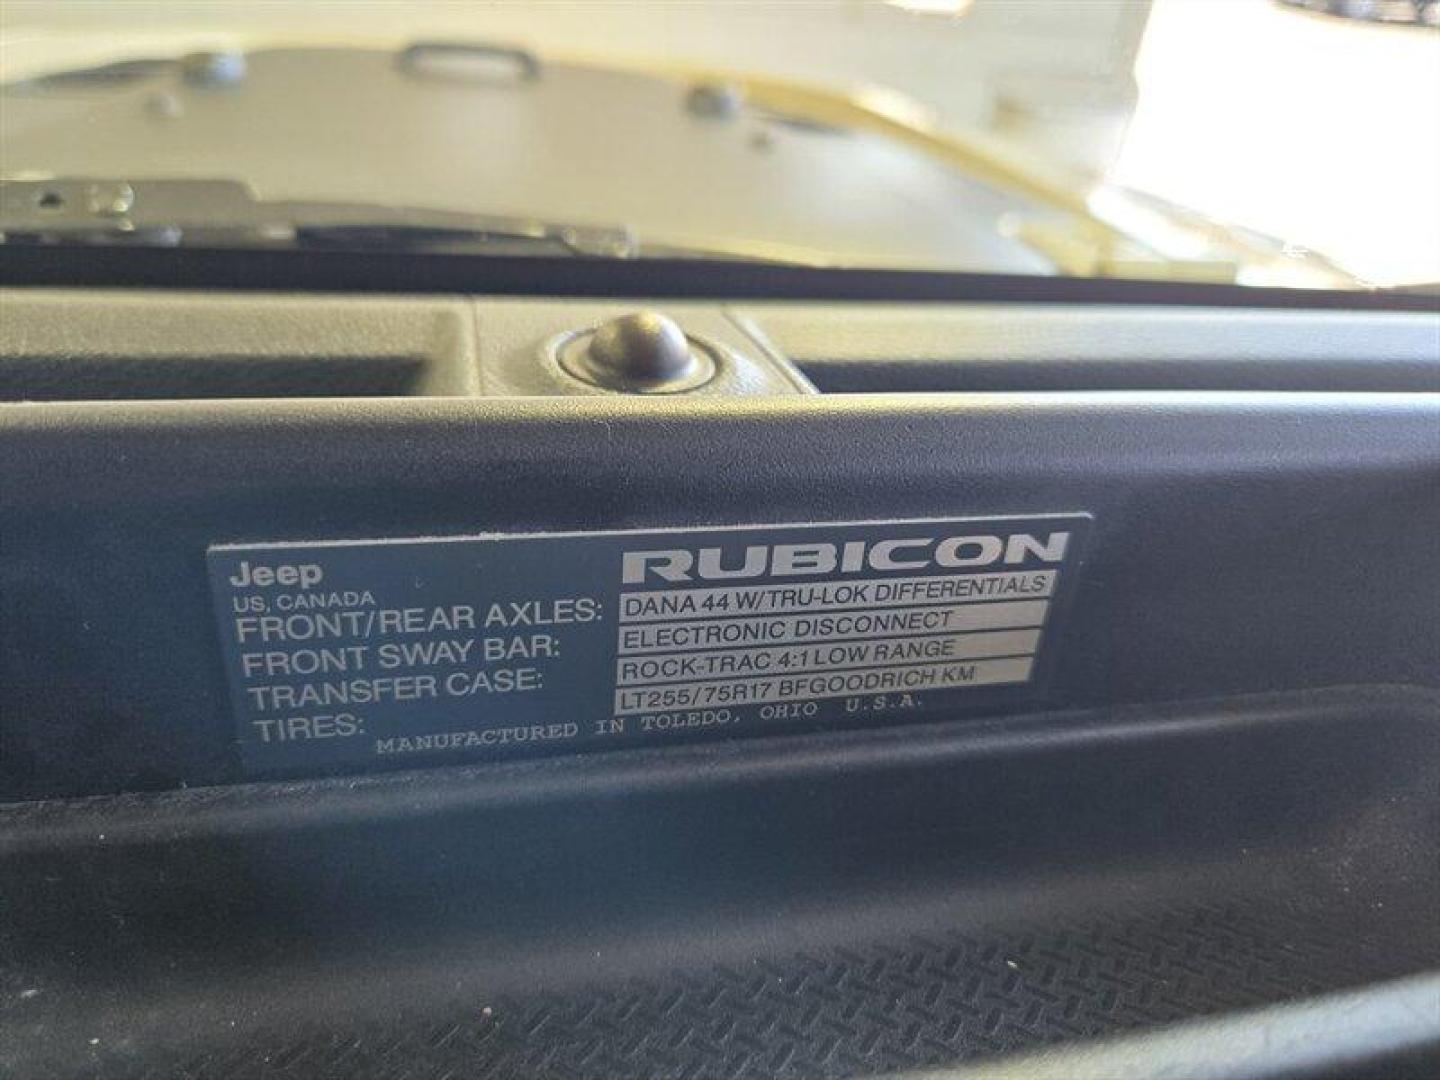 Jeep RUBICON
US, CANADA
FRONT/REAR AXLES: DANA 44 W/TRU-LOK DIFFERENTIALS
FRONT SWAY BAR: ELECTRONIC DISCONNECT
TRANSFER CASE: ROCK-TRAC 4:1 LOW RANGE
TIRES: LT255/75R17 BFGOODRICH KM
MANUFACTURED IN TOLEDO, OHIO U.S.A.